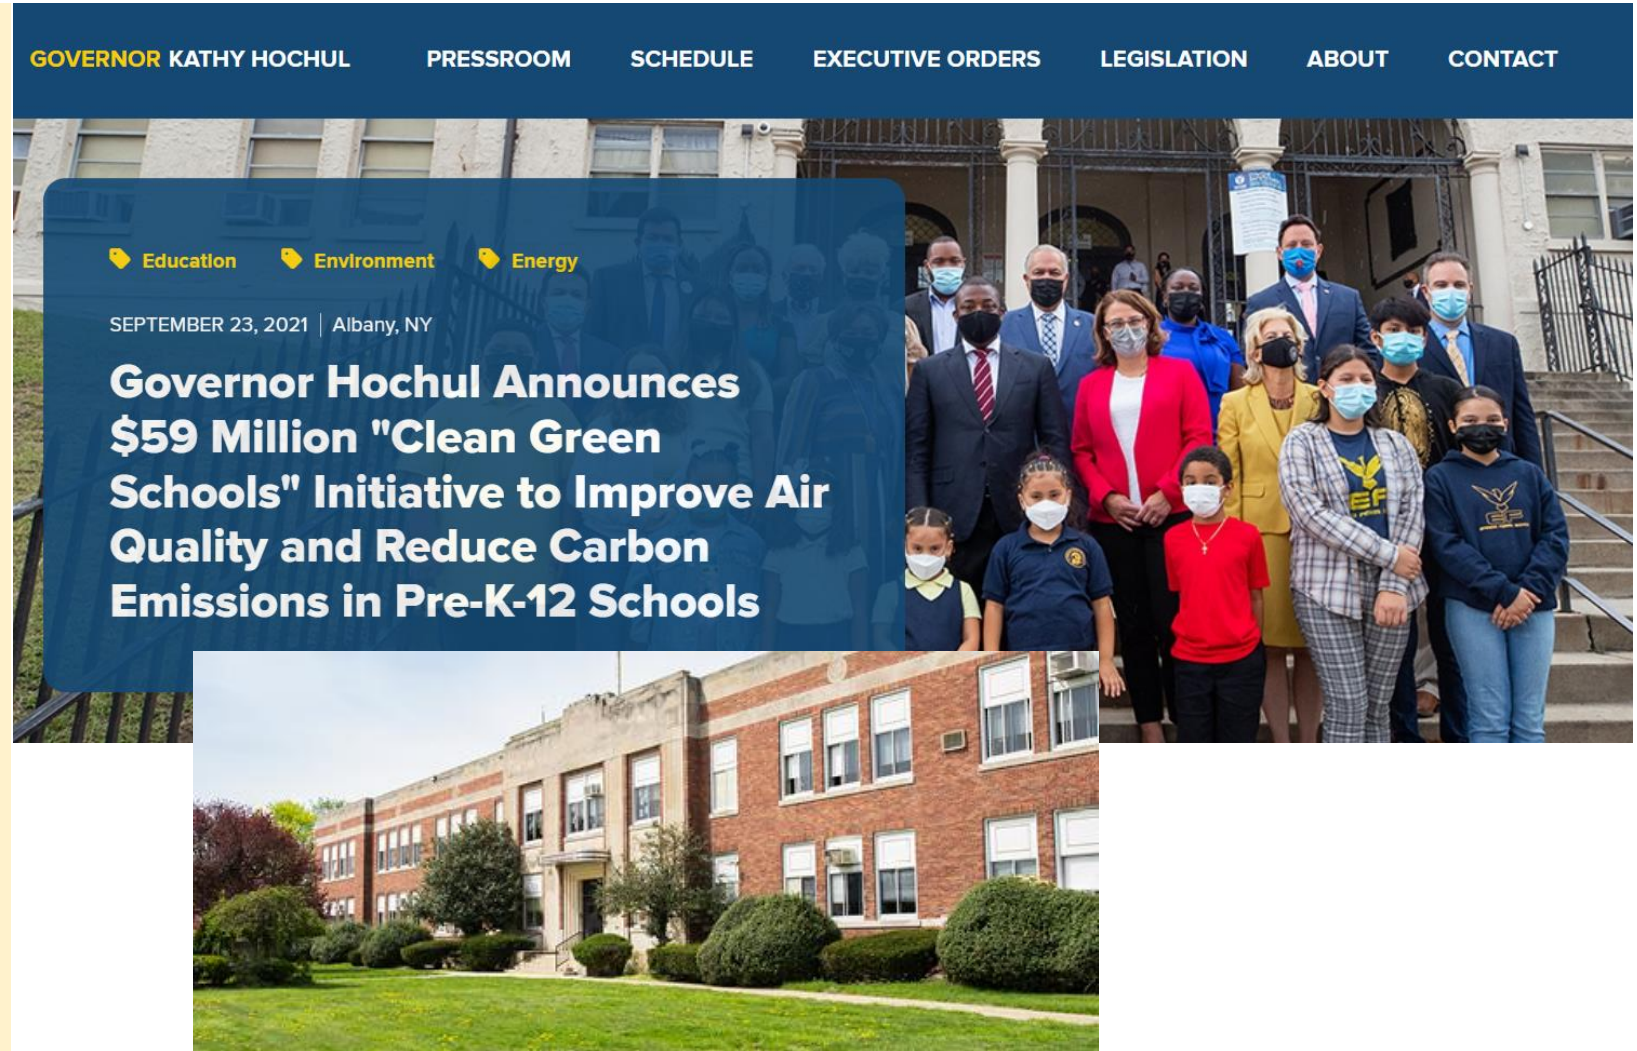 GOVERNOR KATHY HOCHUL PRESSROOM SCHEDULE EXECUTIVE ORDERS LEGISLATION ABOUT CONTACT
Education Environment Energy
SEPTEMBER 23, 2021 | Albany, NY
Governor Hochul Announces
$59 Million "Clean Green
Schools" Initiative to Improve Air
Quality and Reduce Carbon
Emissions in Pre-K-12 Schools
EF
EF